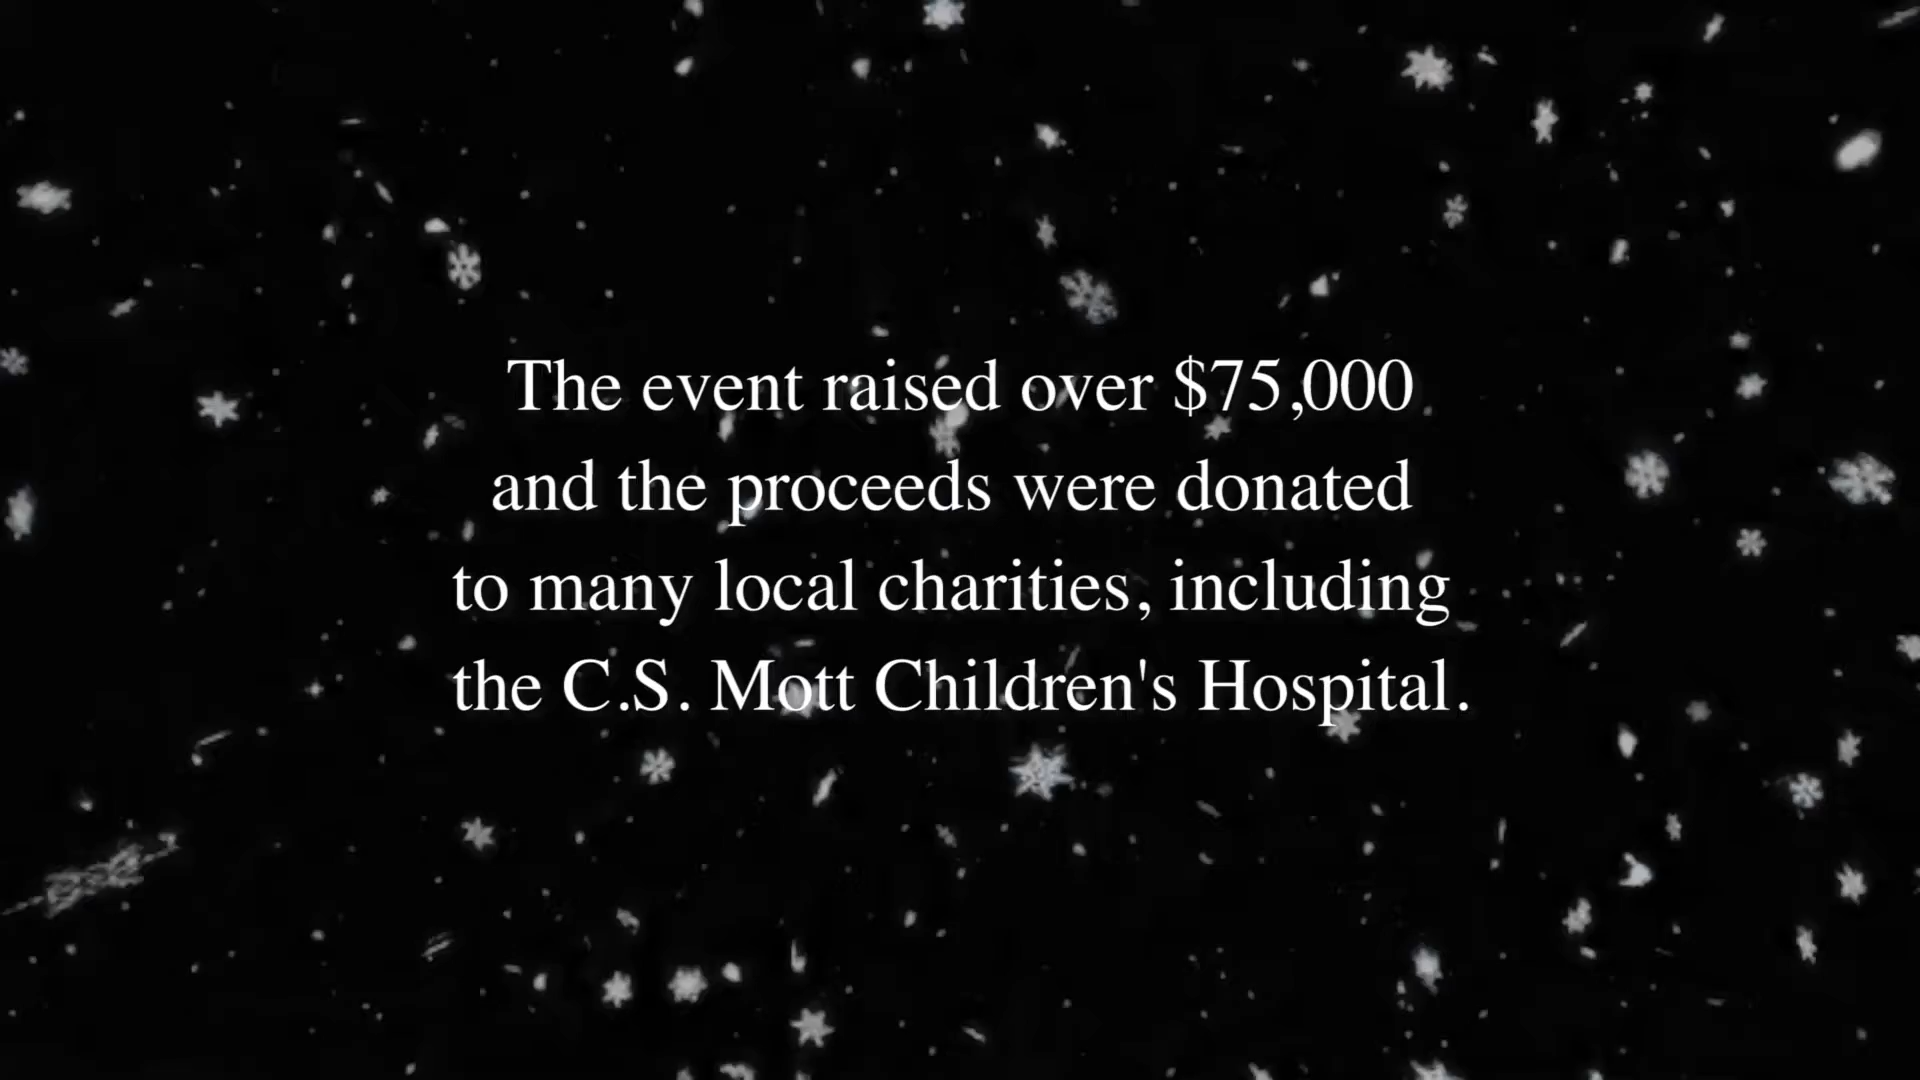 The event raised over $75,000
and the proceeds were donated
to many local charities, including
the C.S. Mott Children's Hospital.